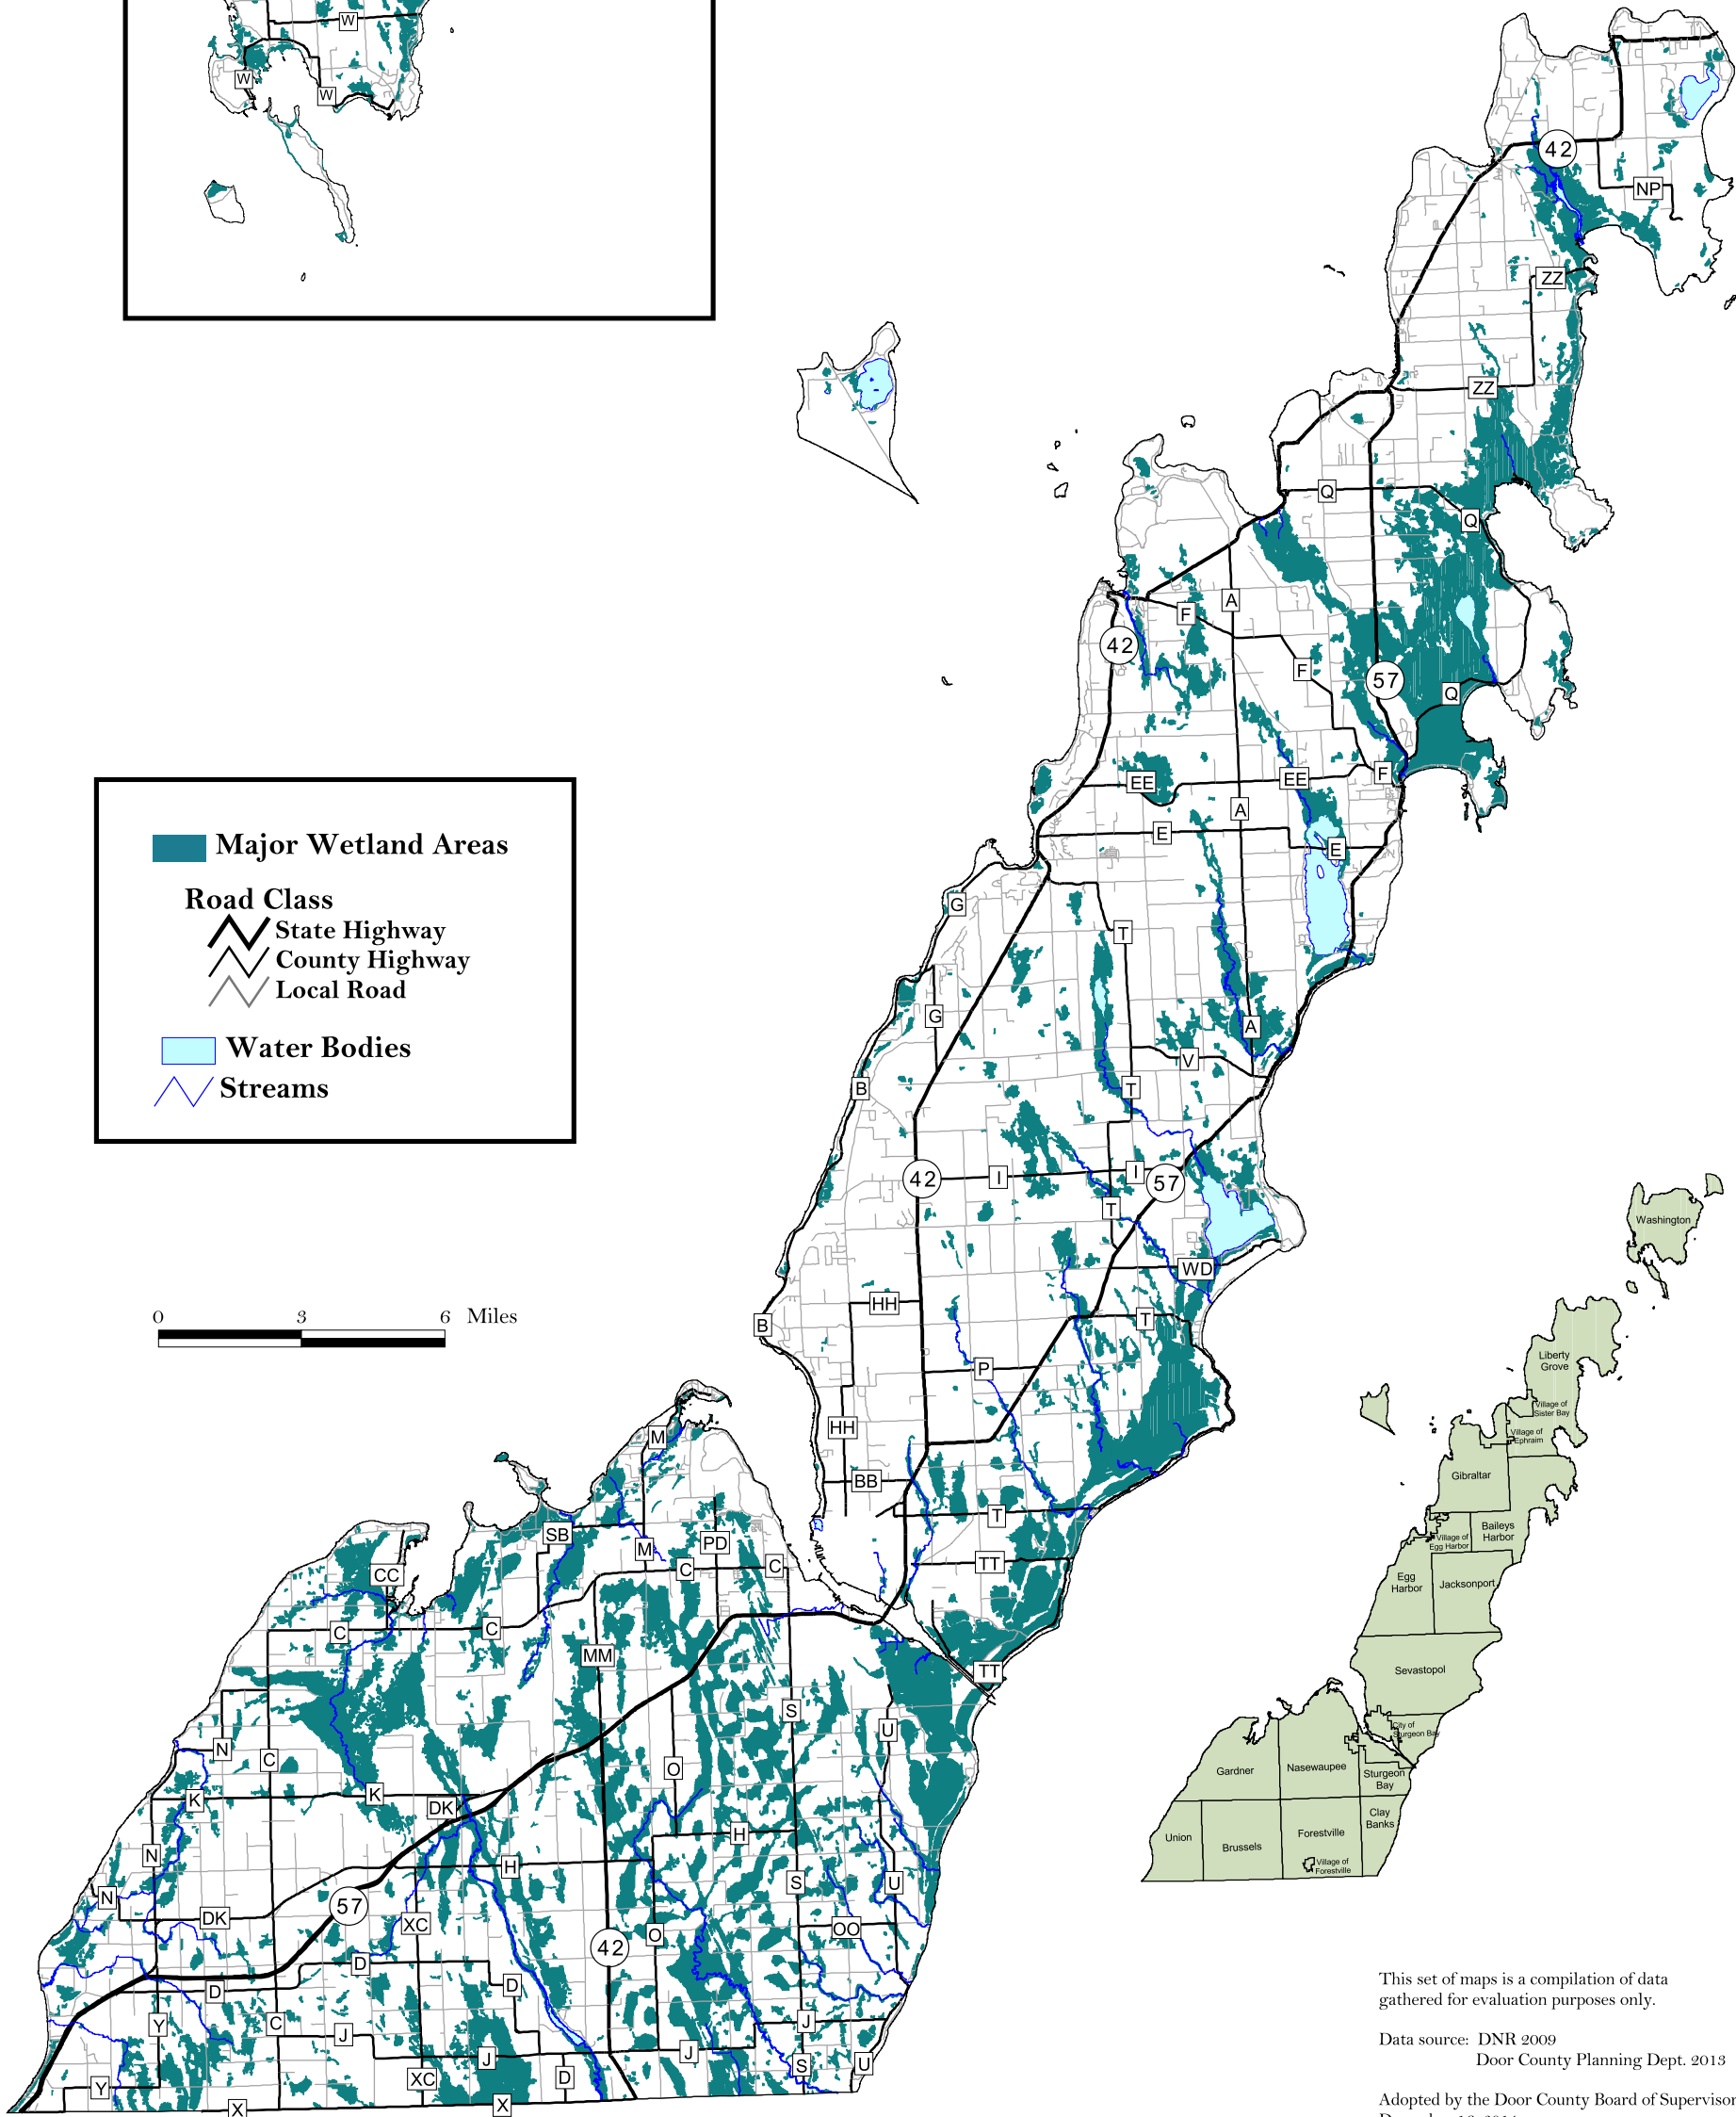 W
W
W
42
NP
ZZ
ZZ
Q
Q
A
F
42
F
57
Q
F
EE
EE
A
E
E
G
T
G
A
V
B
T
42
I
I
57
T
WD
HH
T
B
P
HH
M
BB
T
SB
M
PD
C
C
TT
CC
C
C
MM
TT
S
U
N
C
O
K
K
DK
H
N
H
S
U
N
DK
57
XC
OO
O
42
D
D
D
Y
C
J
J
J
J
S
U
Y
XC
D
X
X
Major Wetland Areas
Road Class
State Highway
County Highway
Local Road
Water Bodies
Streams
0 3 6 Miles
Washington
Liberty
Grove
Village of
Sister Bay
Village of
Ephraim
Gibraltar
Baileys
Harbor
Village of
Egg Harbor
Egg
Harbor
Jacksonport
Sevastopol
City of
Sturgeon Bay
Gardner
Nasewaupee
Sturgeon
Bay
Clay
Banks
Union
Brussels
Forestville
Village of
Forestville
This set of maps is a compilation of data
gathered for evaluation purposes only.
Data source: DNR 2009
Door County Planning Dept. 2013
Adopted by the Door County Board of Supervisor